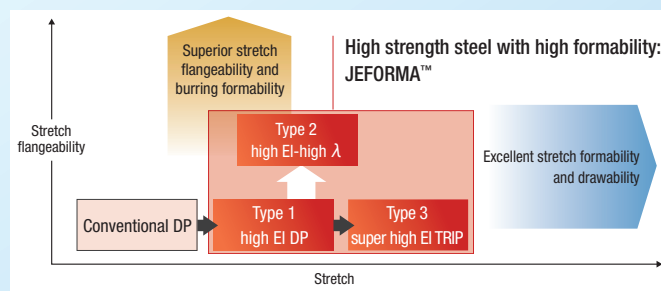 Superior stretch
flangeability and
burring formability
High strength steel with high formability:
JEFORMA™
Stretch
flangeability
Type 2
high El-high λ
Excellent stretch formability
and drawability
Conventional DP
Type 1
high El DP
Type 3
super high El TRIP
Stretch